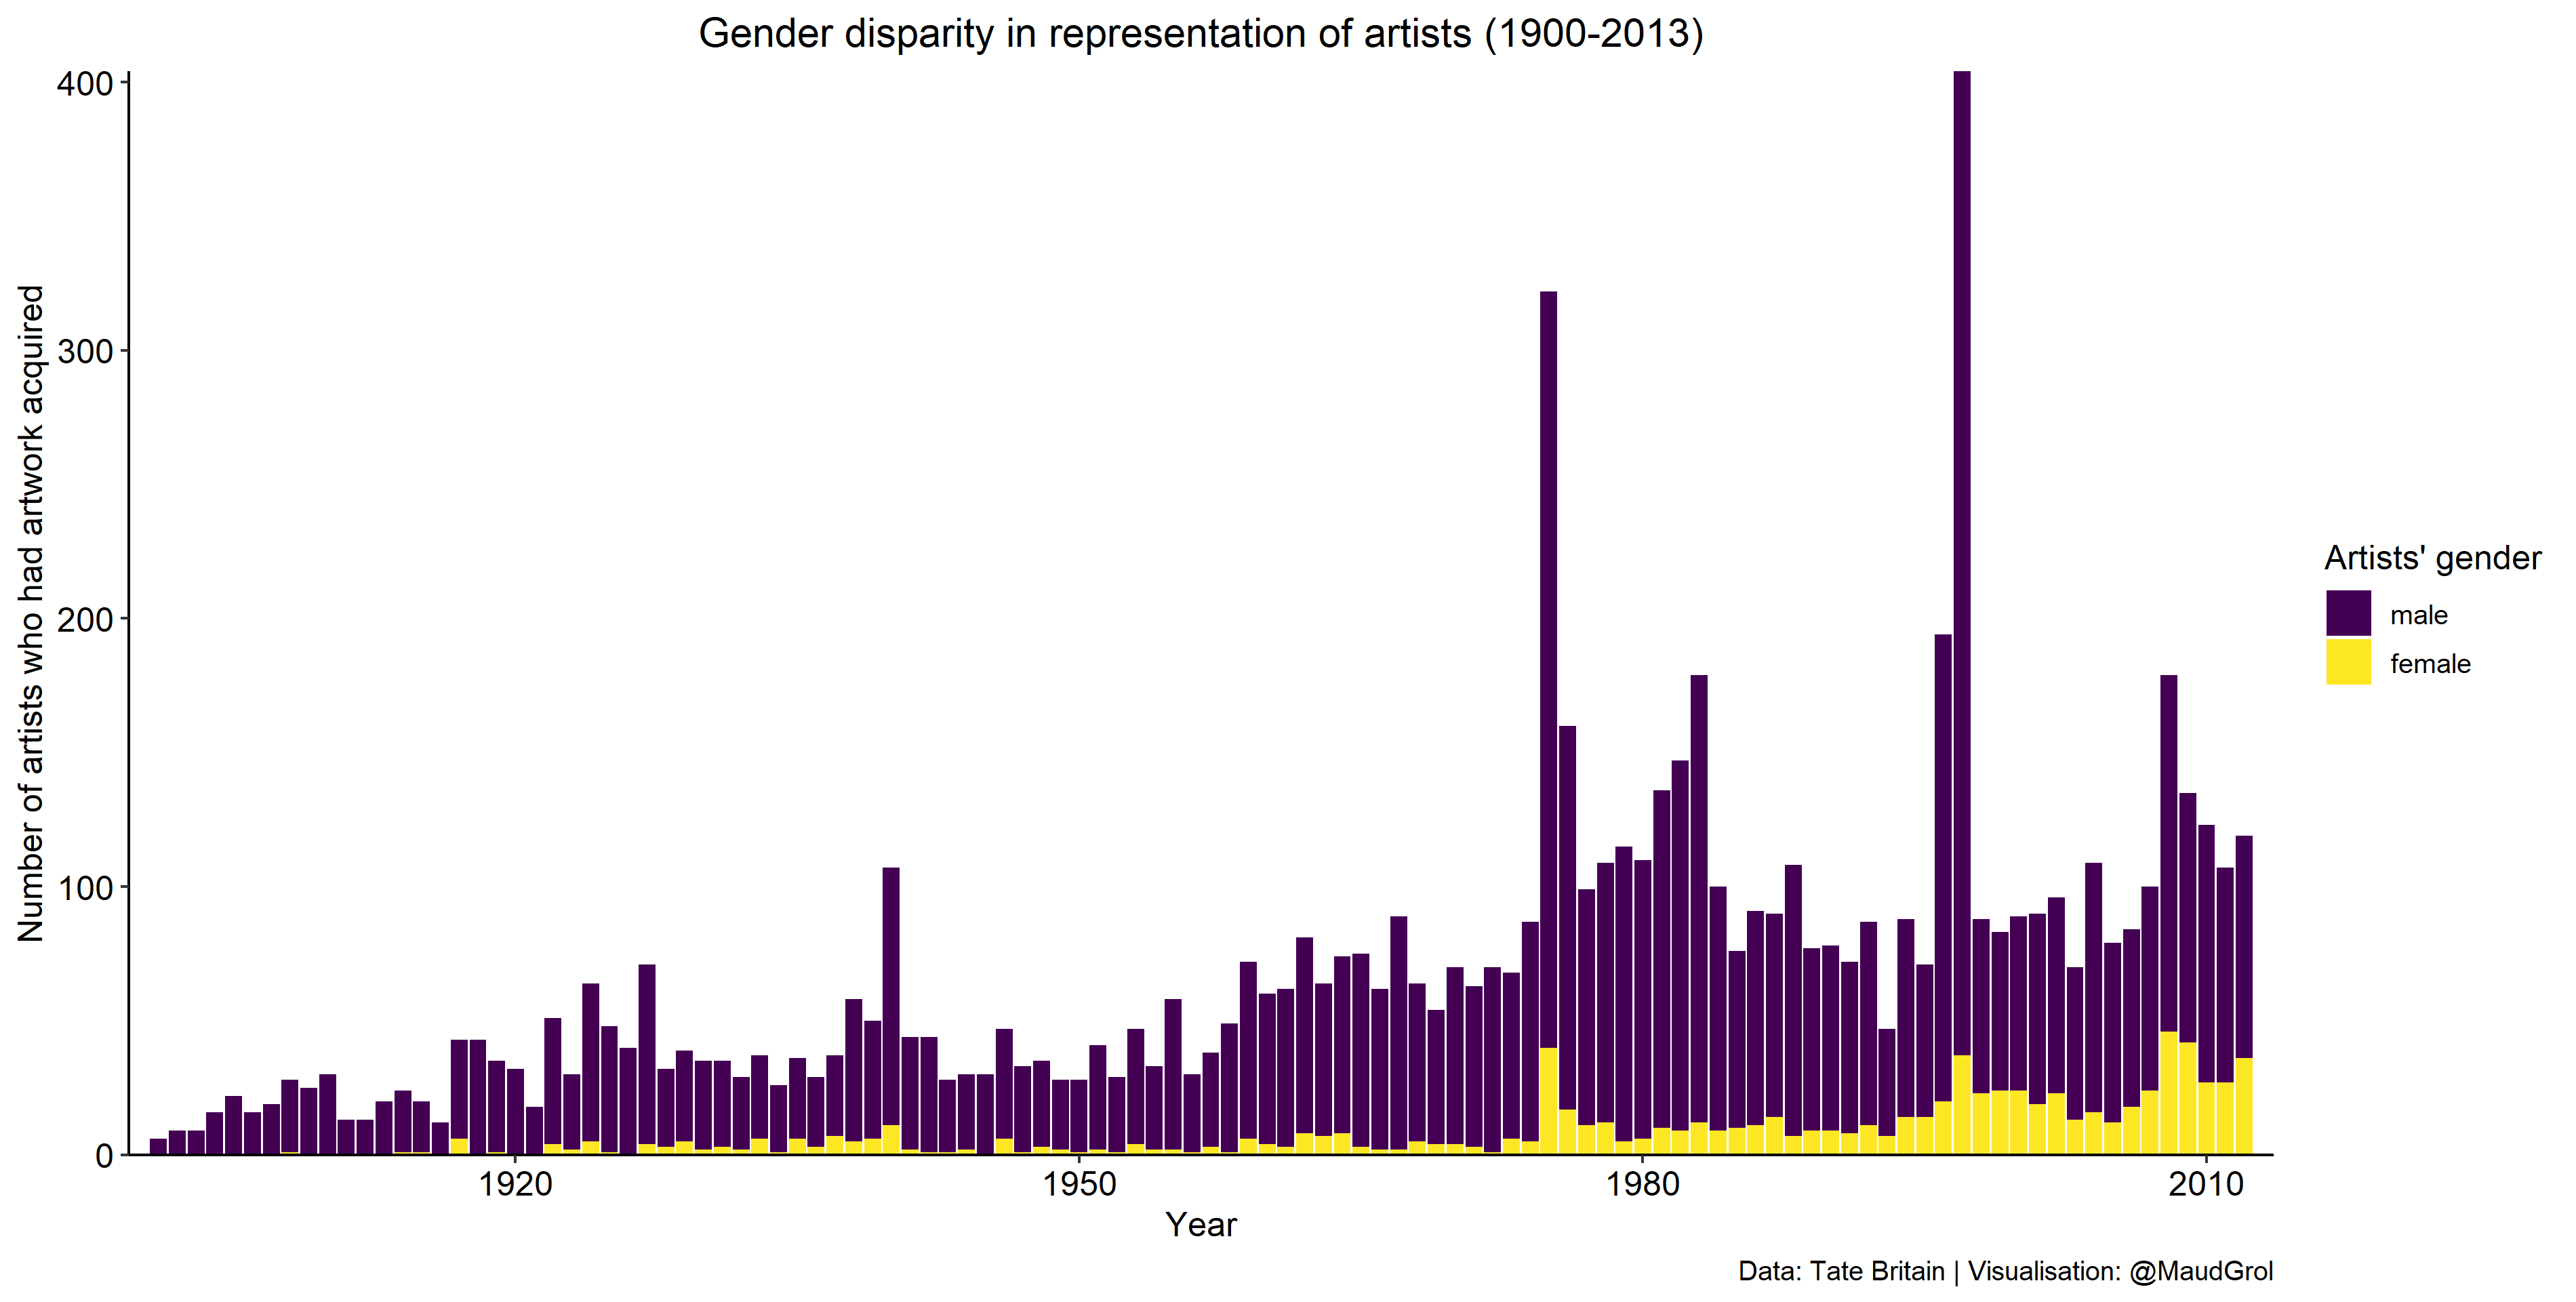 Gender disparity in representation of artists (1900-2013)
Number of artists who had artwork acquired
400
300
200
100
0
1920
1950
1980
2010
Year
Artists' gender
male
female
Data: Tate Britain | Visualisation: @MaudGrol